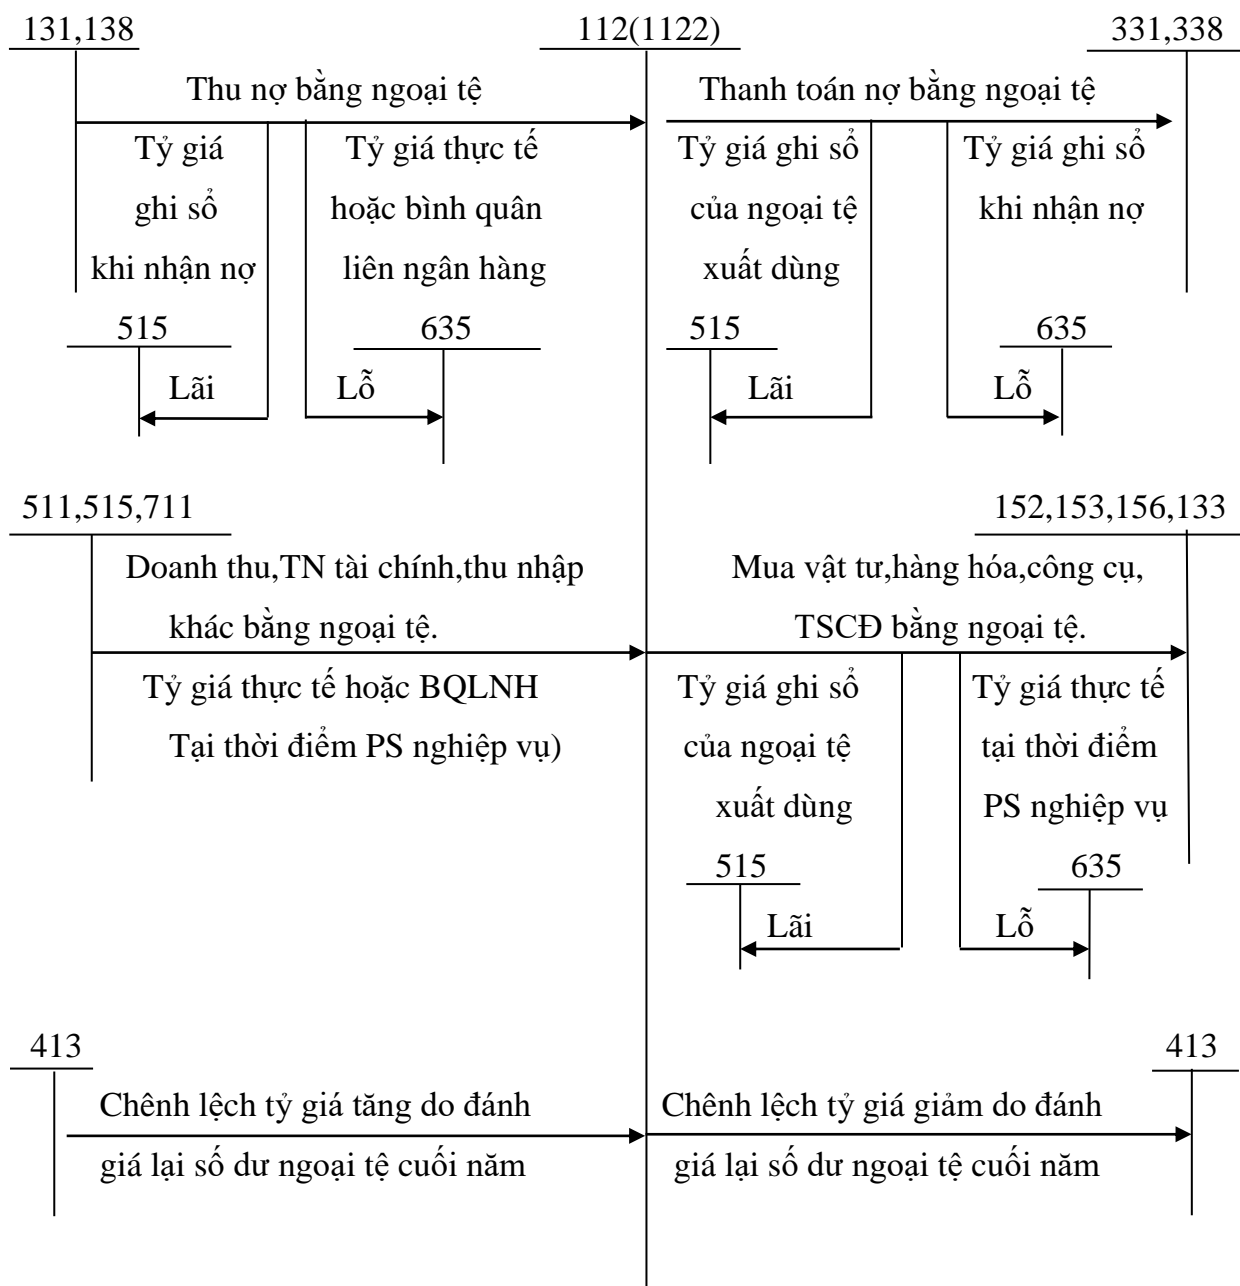 131,138
112(1122)
331,338
Thu nợ bằng ngoại tệ
Thanh toán nợ bằng ngoại tệ
Tỷ giá
ghi sổ
khi nhận nợ
Tỷ giá thực tế
hoặc bình quân
liên ngân hàng
Tỷ giá ghi sổ
của ngoại tệ
xuất dùng
Tỷ giá ghi sổ
khi nhận nợ
515
635
515
635
Lãi
Lỗ
Lãi
Lỗ
511,515,711
152,153,156,133
Doanh thu,TN tài chính,thu nhập
khác bằng ngoại tệ.
Mua vật tư,hàng hóa,công cụ,
TSCĐ bằng ngoại tệ.
Tỷ giá thực tế hoặc BQLNH
Tại thời điểm PS nghiệp vụ)
Tỷ giá ghi sổ
của ngoại tệ
xuất dùng
Tỷ giá thực tế
tại thời điểm
PS nghiệp vụ
515
635
Lãi
Lỗ
413
413
Chênh lệch tỷ giá tăng do đánh
giá lại số dư ngoại tệ cuối năm
Chênh lệch tỷ giá giảm do đánh
giá lại số dư ngoại tệ cuối năm